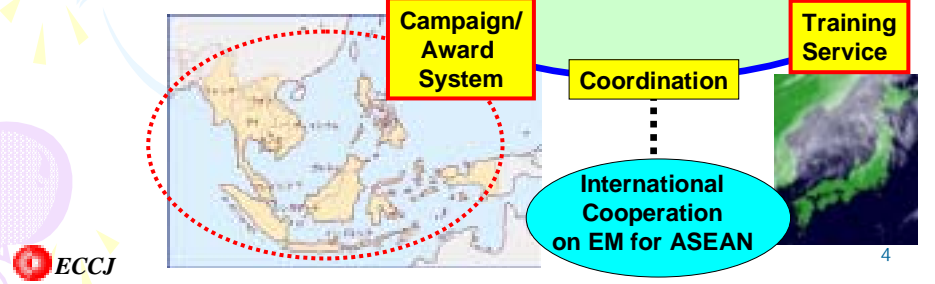 Campaign/
Award
System
Training
Service
Coordination
International
Cooperation
on EM for ASEAN
ECCJ
4